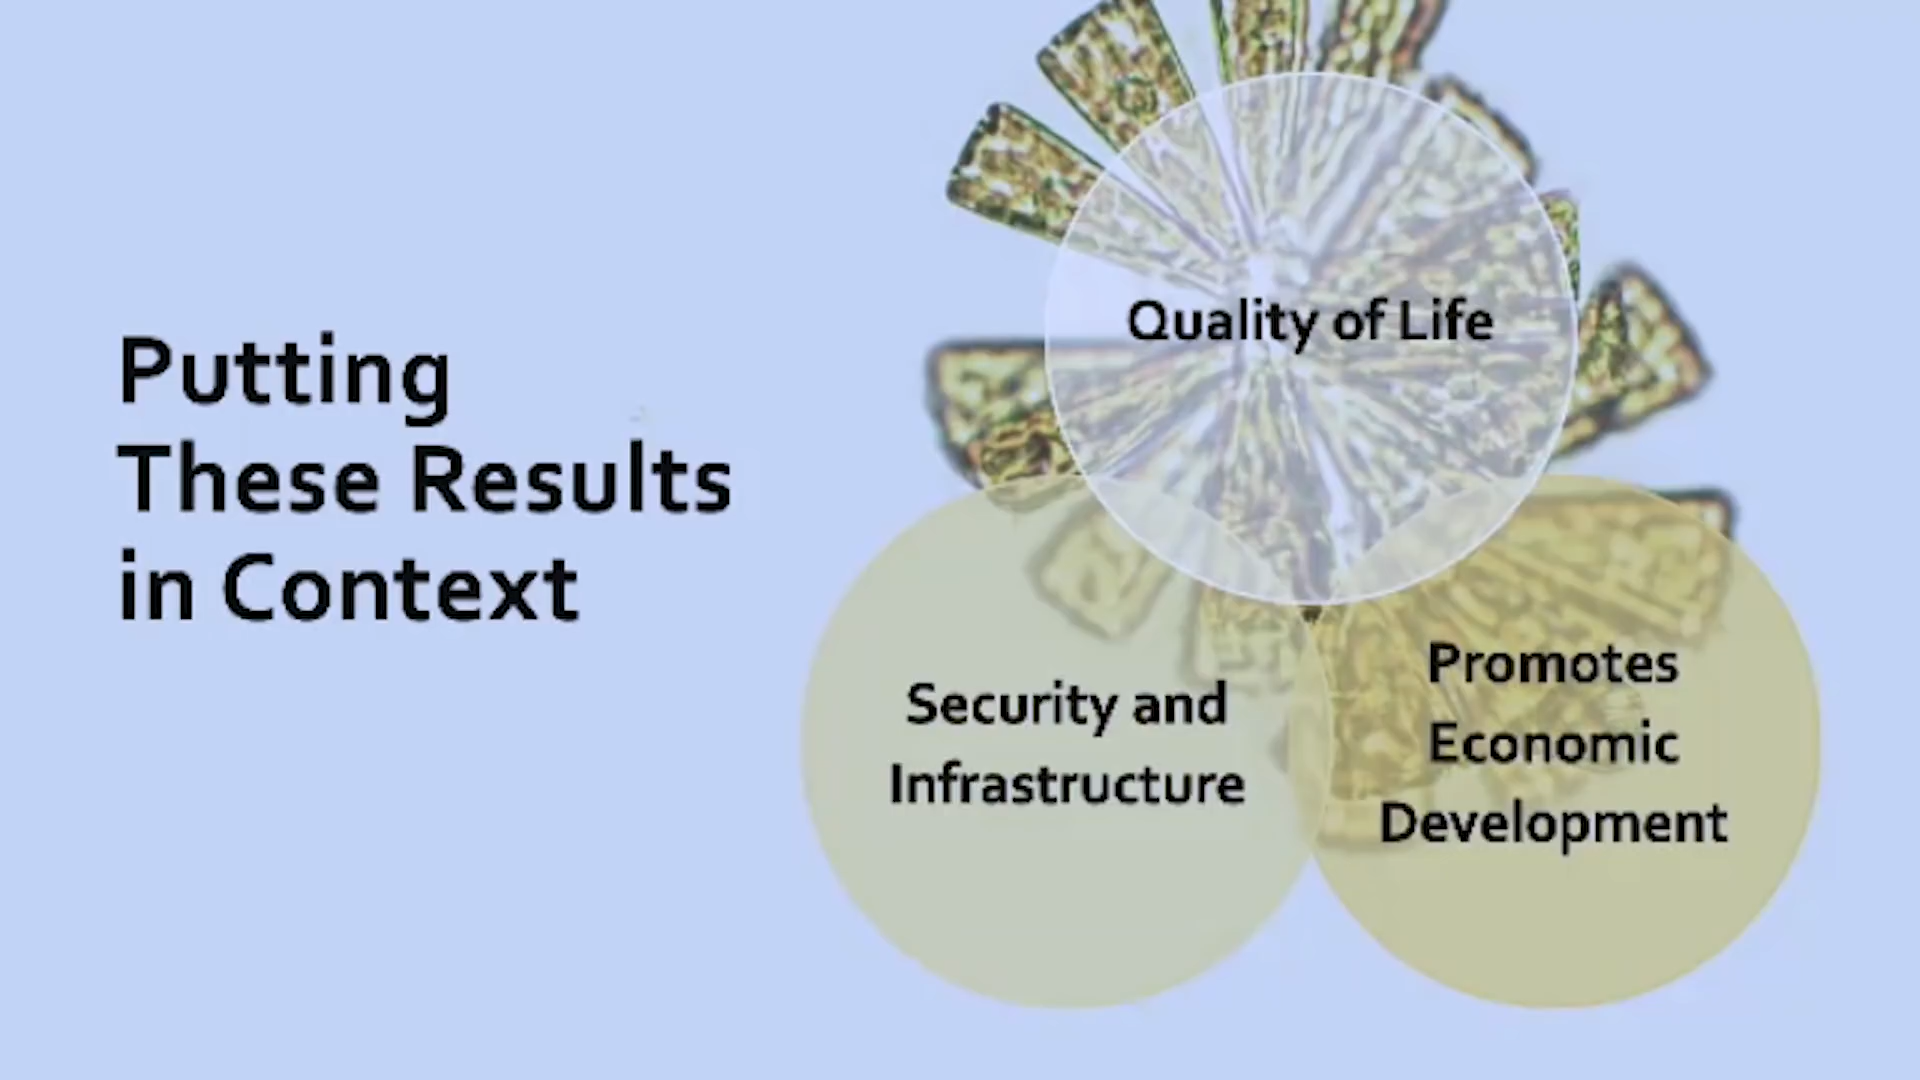 Putting
These Results
in Context
Quality of Life
Security and
Infrastructure
Promotes
Economic
Development